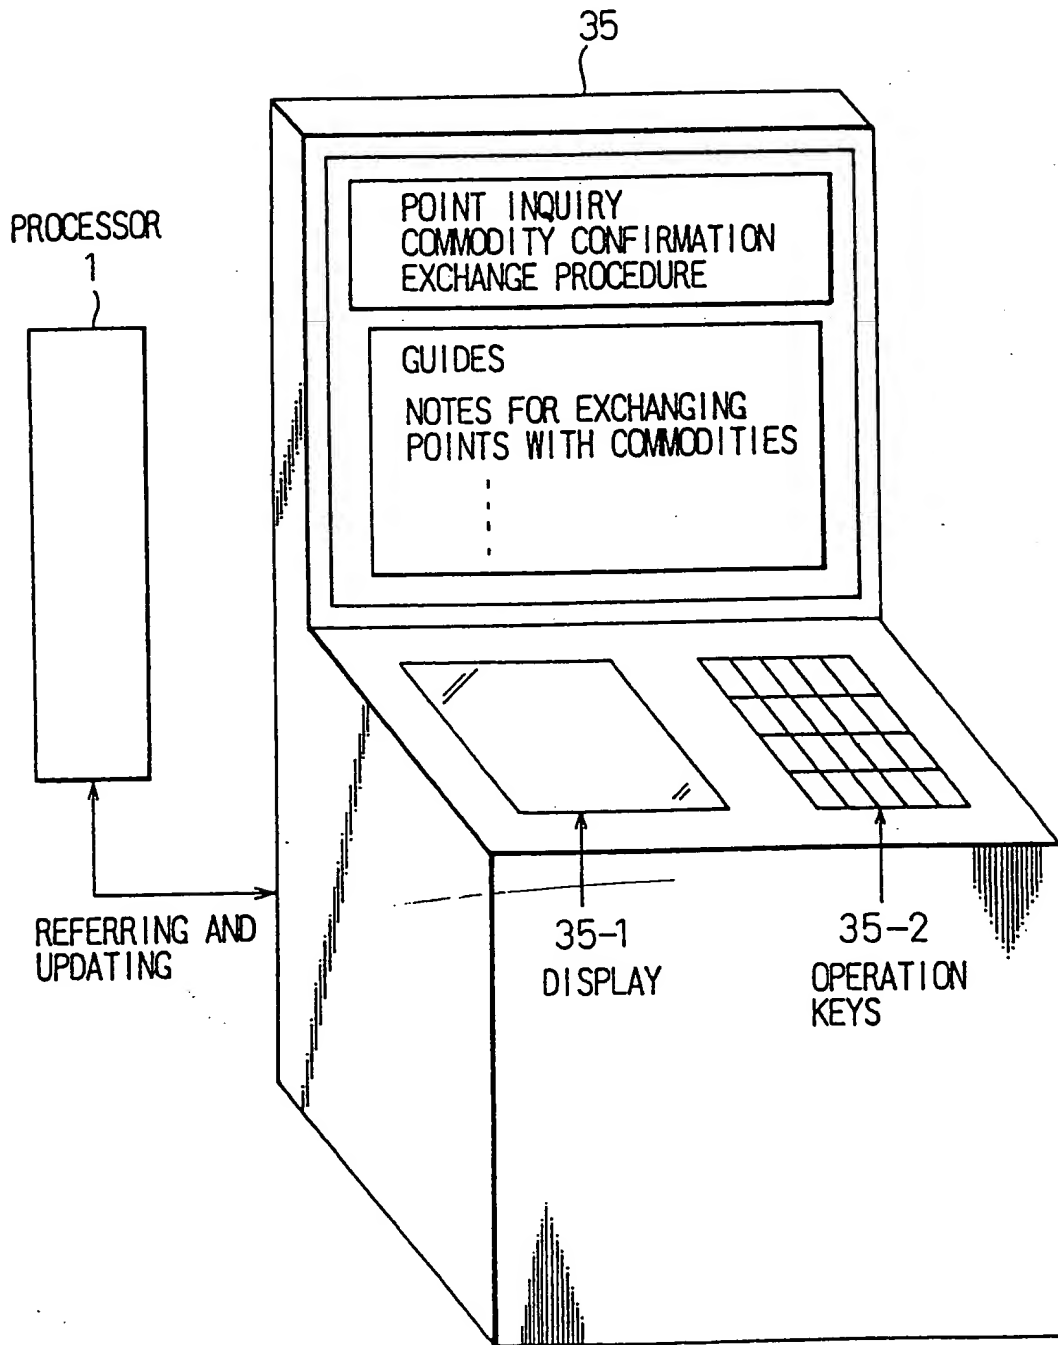 35
PROCESSOR
1
POINT INQUIRY
COMMODITY CONFIRMATION
EXCHANGE PROCEDURE
GUIDES
NOTES FOR EXCHANGING
POINTS WITH COMMODITIES
REFERRING AND
UPDATING
35-1
DISPLAY
35-2
OPERATION
KEYS